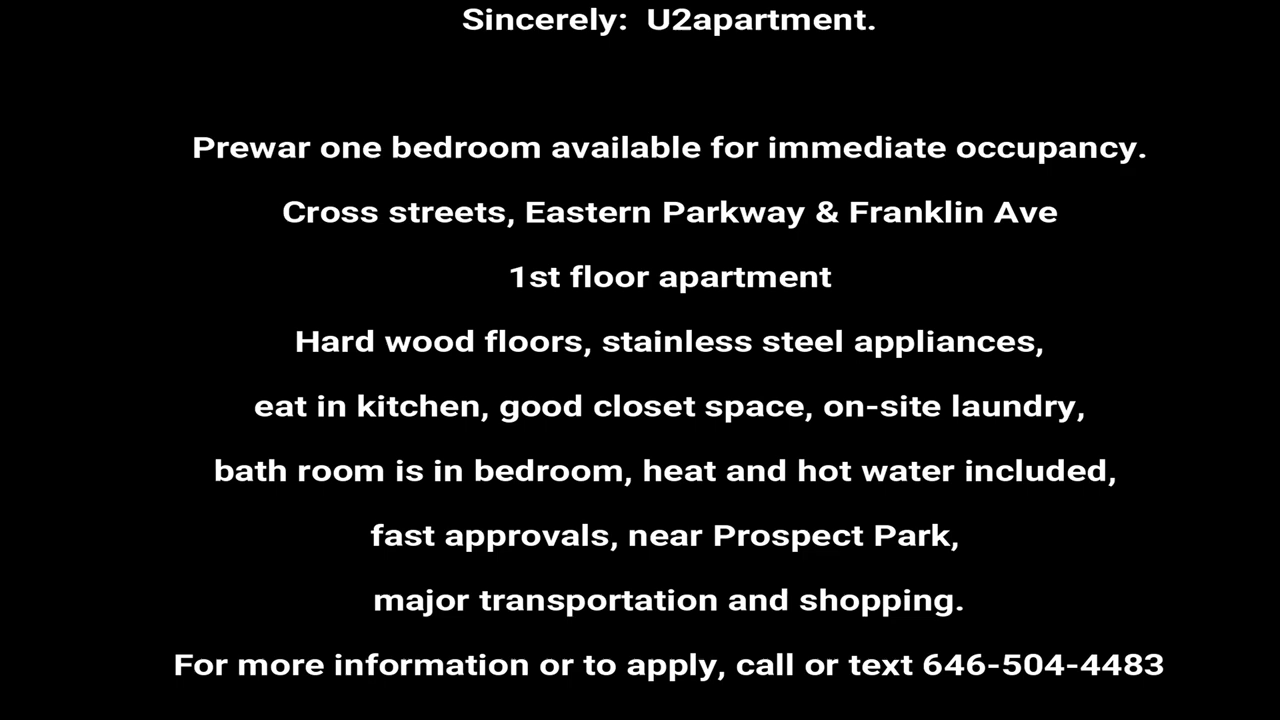 Sincerely:  U2apartment.
Prewar one bedroom available for immediate occupancy.
Cross streets, Eastern Parkway & Franklin Ave
1st floor apartment
Hard wood floors, stainless steel appliances,
eat in kitchen, good closet space, on-site laundry,
bath room is in bedroom, heat and hot water included,
fast approvals, near Prospect Park,
major transportation and shopping.
For more information or to apply, call or text 646-504-4483